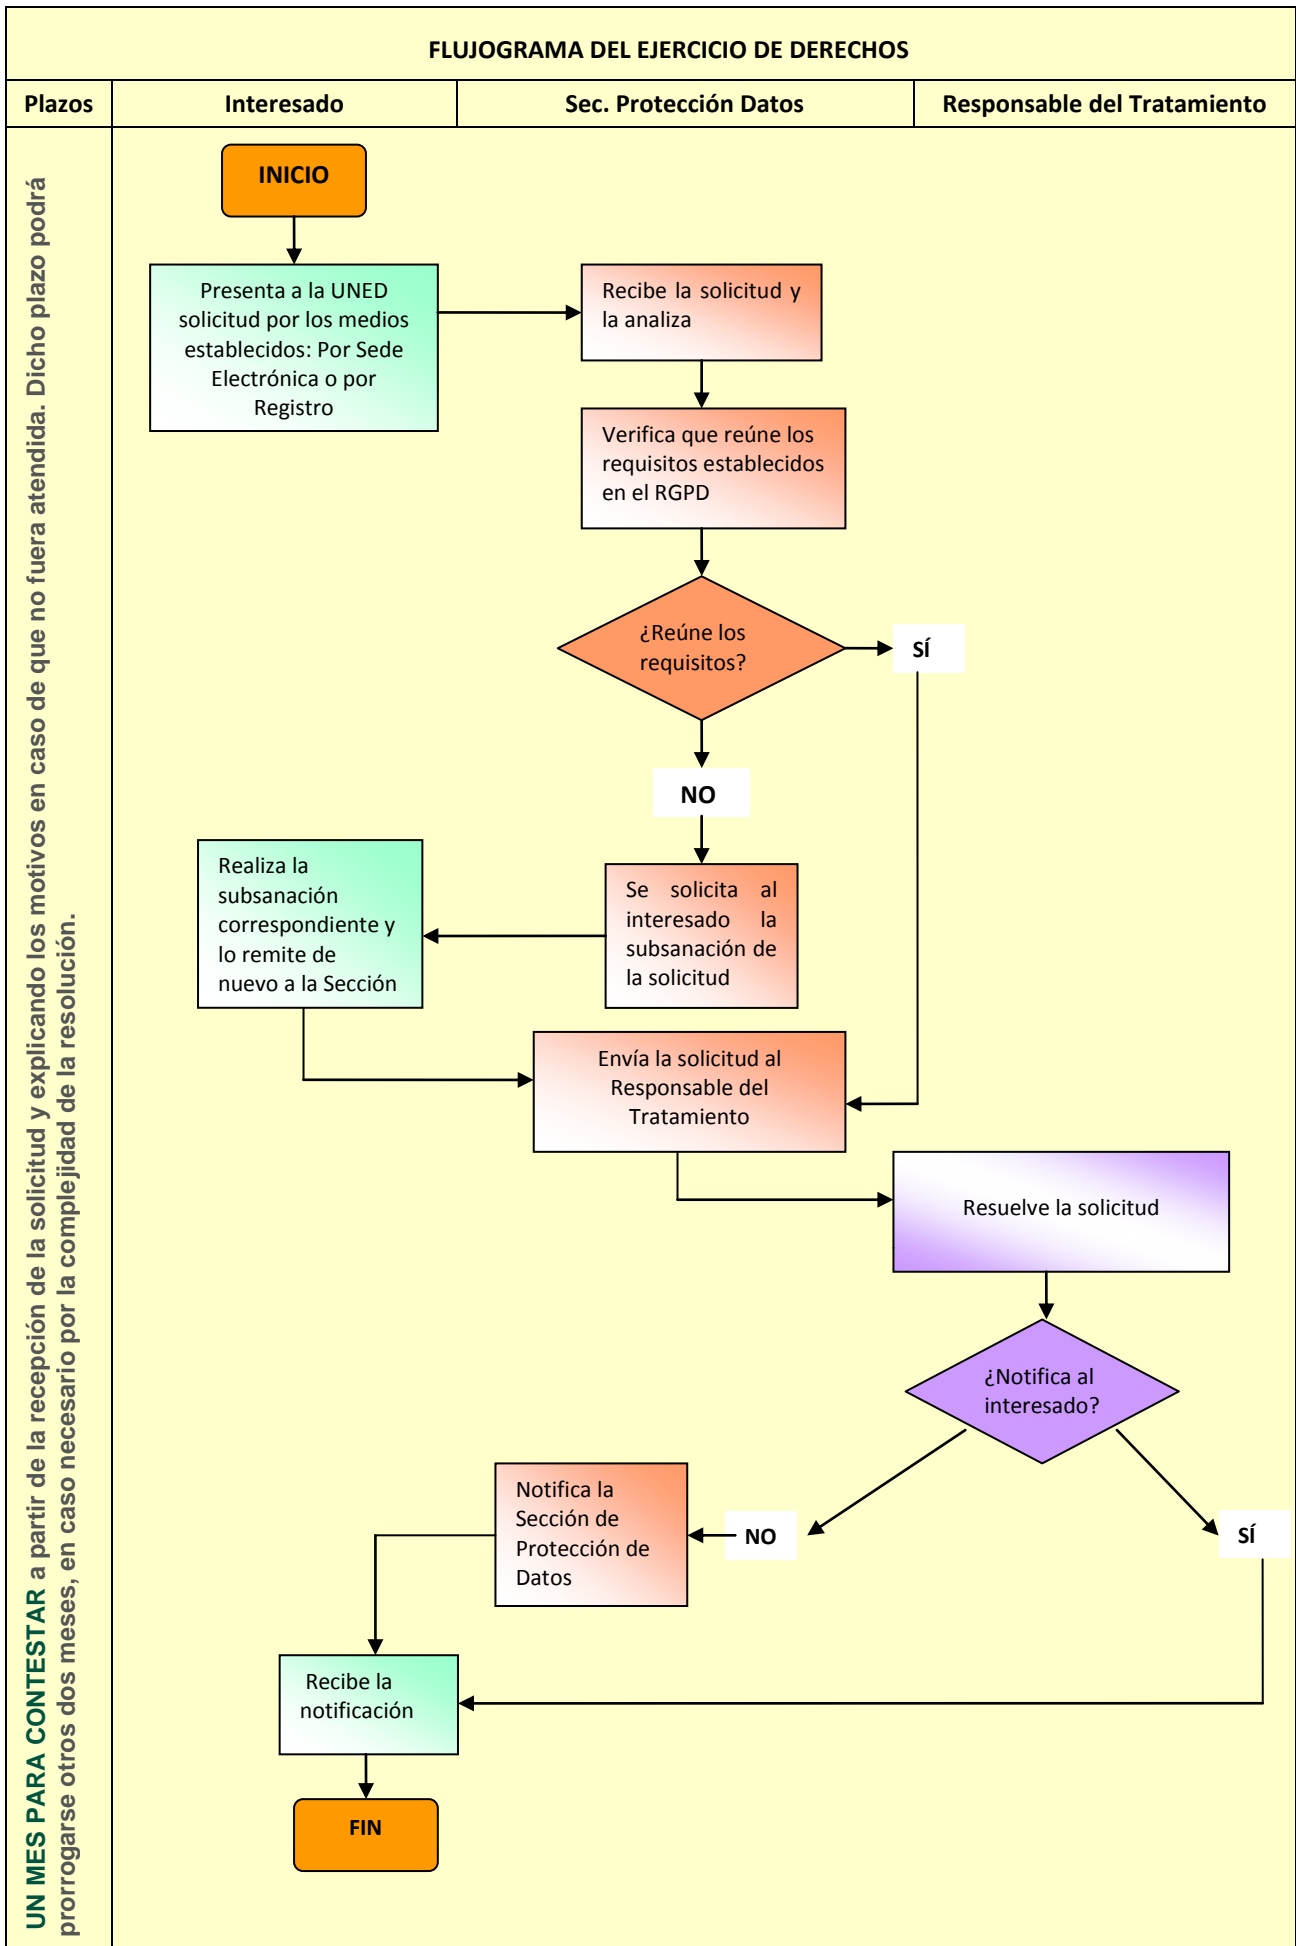 FLUJOGRAMA DEL EJERCICIO DE DERECHOS
Plazos
Interesado
Sec. Protección Datos
Responsable del Tratamiento
UN MES PARA CONTESTAR a partir de la recepción de la solicitud y explicando los motivos en caso de que no fuera atendida. Dicho plazo podrá
prorrogarse otros dos meses, en caso necesario por la complejidad de la resolución.
INICIO
Presenta a la UNED
solicitud por los medios
establecidos: Por Sede
Electrónica o por
Registro
Recibe la solicitud y
la analiza
Verifica que reúne los
requisitos establecidos
en el RGPD
¿Reúne los
requisitos?
SÍ
NO
Se solicita al
interesado la
subsanación de
la solicitud
Realiza la
subsanación
correspondiente y
lo remite de
nuevo a la Sección
Envía la solicitud al
Responsable del
Tratamiento
Resuelve la solicitud
¿Notifica al
interesado?
Notifica la
Sección de
Protección de
Datos
NO
SÍ
Recibe la
notificación
FIN